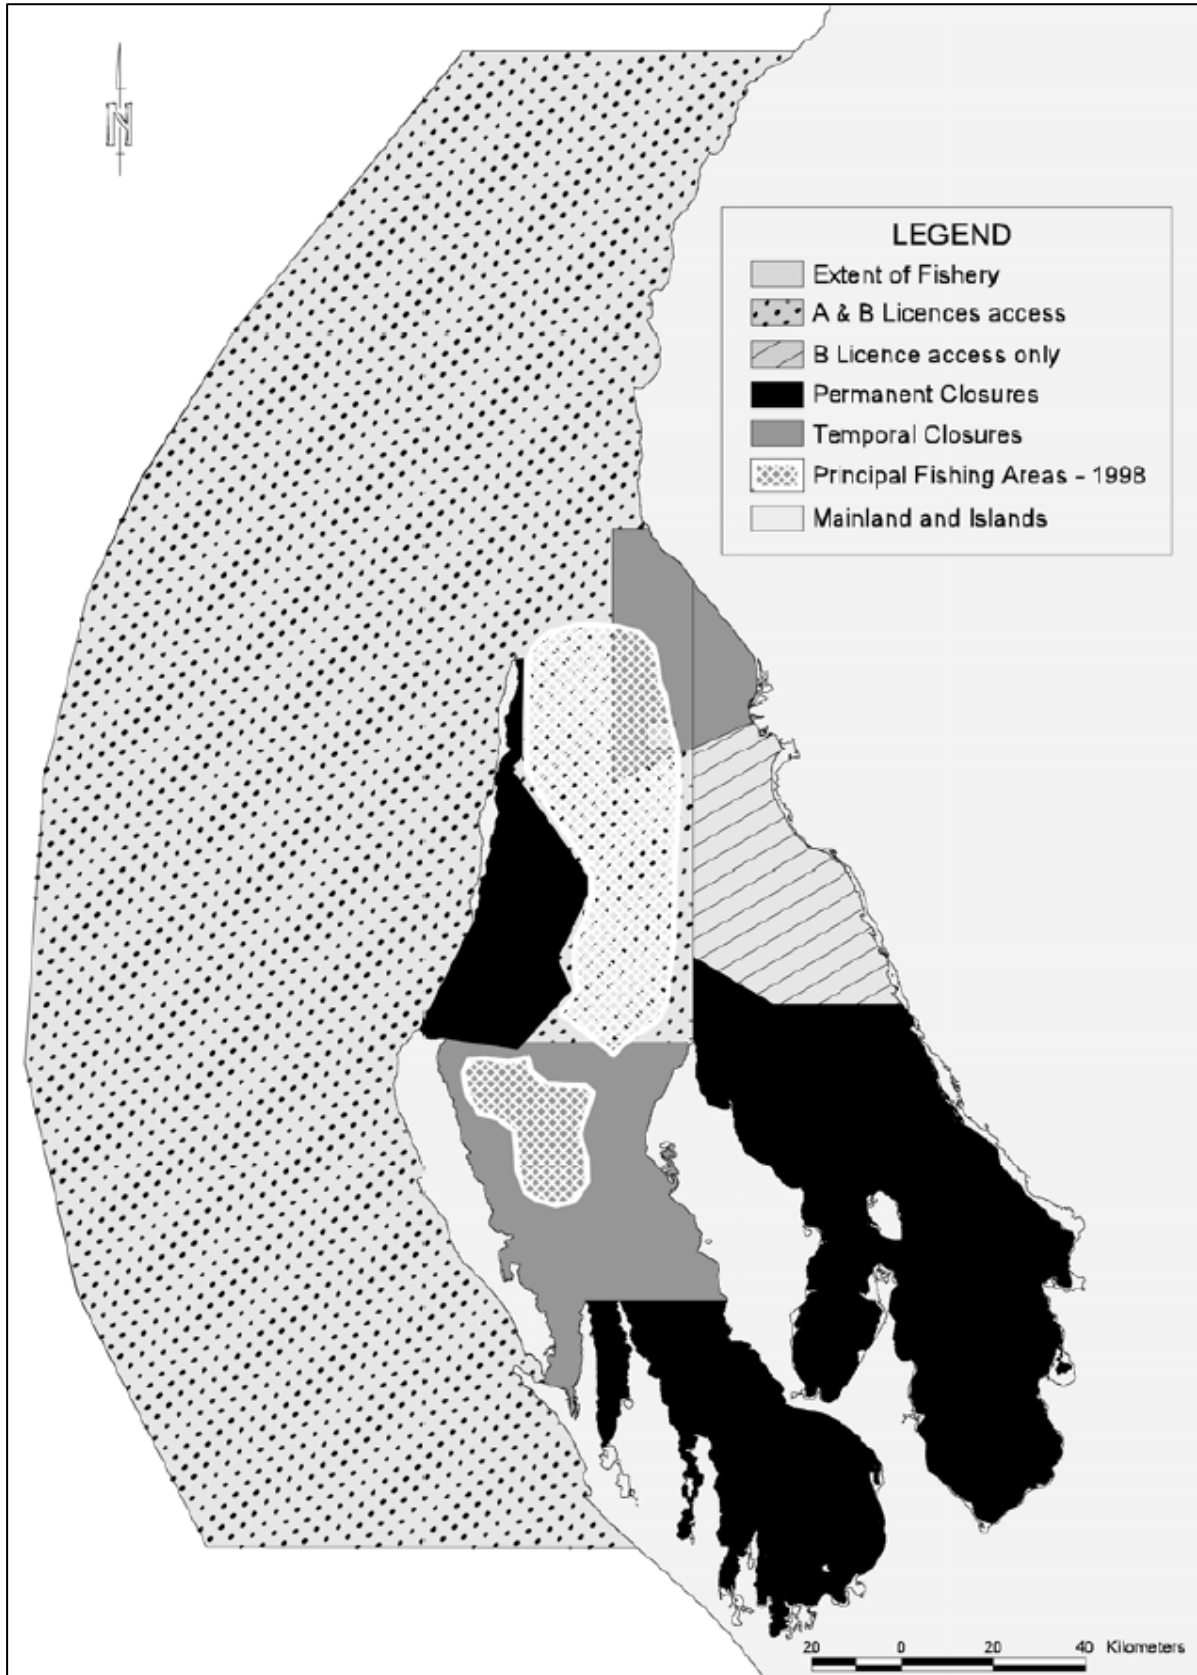 N
LEGEND
Extent of Fishery
A & B Licences access
B Licence access only
Permanent Closures
Temporal Closures
Principal Fishing Areas - 1998
Mainland and Islands
20 0 20 40 Kilometers